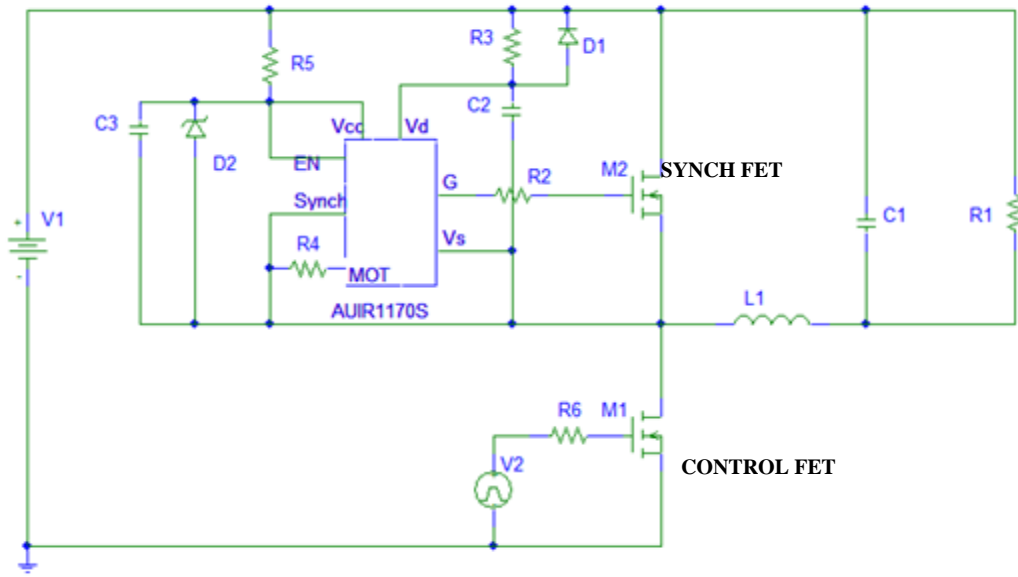 R3
D1
R5
C3
C2
Vcc
Vd
D2
EN
M2
SYNCH FET
R2
G
Synch
C1
R1
+
V1
-
R4
Vs
MOT
AUIR1170S
L1
R6
M1
V2
CONTROL FET